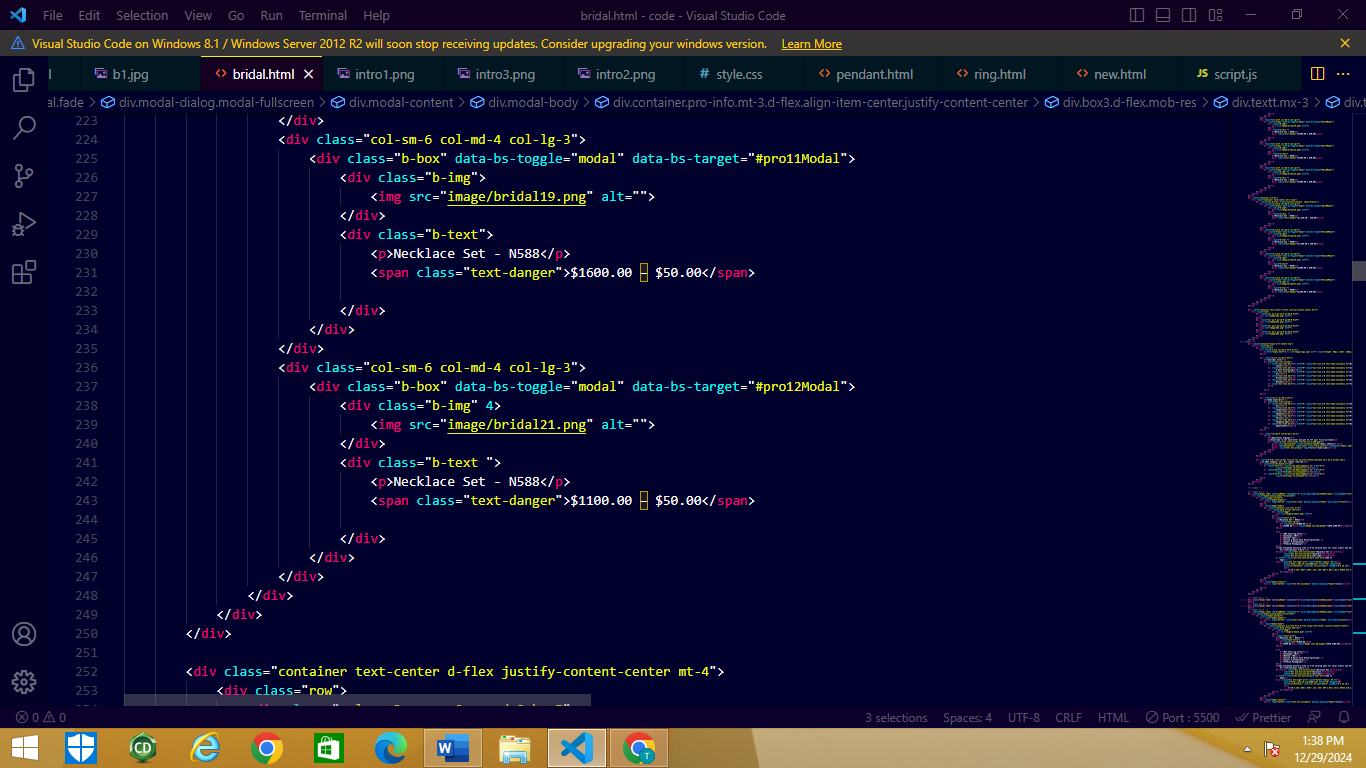 File Edit Selection View Go Run Terminal Help bridal.html - code - Visual Studio Code
Visual Studio Code on Windows 8.1 / Windows Server 2012 R2 will soon stop receiving updates. Consider upgrading your windows version. Learn More
l b1.jpg bridal.html intro1.png intro3.png intro2.png style.css pendant.html ring.html new.html JS script.js
al.fade > div.modal-dialog.modal-fullscreen > div.modal-content > div.modal-body > div.container.pro-info.mt-3.d-flex.align-item-center.justify-content-center > div.box3.d-flex.mob-res > div.textt.mx-3 > div.t
223 </div>
224 <div class="col-sm-6 col-md-4 col-lg-3">
225 <div class="b-box" data-bs-toggle="modal" data-bs-target="#pro11Modal">
226 <div class="b-img">
227 <img src="image/bridal19.png" alt="">
228 </div>
229 <div class="b-text">
230 <p>Necklace Set - N588</p>
231 <span class="text-danger">$1600.00 – $50.00</span>
232
233 </div>
234 </div>
235 </div>
236 <div class="col-sm-6 col-md-4 col-lg-3">
237 <div class="b-box" data-bs-toggle="modal" data-bs-target="#pro12Modal">
238 <div class="b-img" 4>
239 <img src="image/bridal21.png" alt="">
240 </div>
241 <div class="b-text ">
242 <p>Necklace Set - N588</p>
243 <span class="text-danger">$1100.00 – $50.00</span>
244
245 </div>
246 </div>
247 </div>
248 </div>
249 </div>
250 </div>
251
252 <div class="container text-center d-flex justify-content-center mt-4">
253 <div class="row">
0 0 3 selections Spaces: 4 UTF-8 CRLF HTML Port : 5500 Prettier
CD W T
1:38 PM
12/29/2024